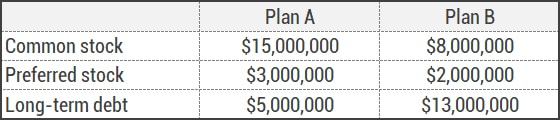 Plan A Plan B
Common stock $15,000,000 $8,000,000
Preferred stock $3,000,000 $2,000,000
Long-term debt $5,000,000 $13,000,000